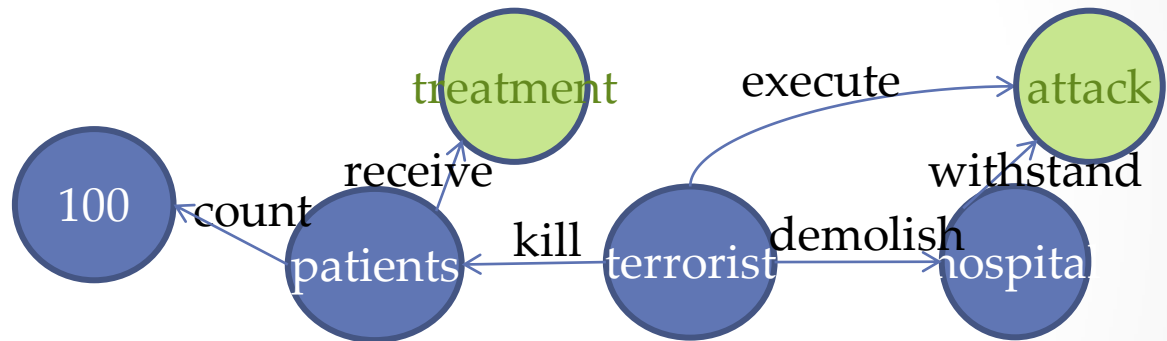 treatment
execute
attack
receive
withstand
100
count
patients
kill
terrorist
demolish
hospital